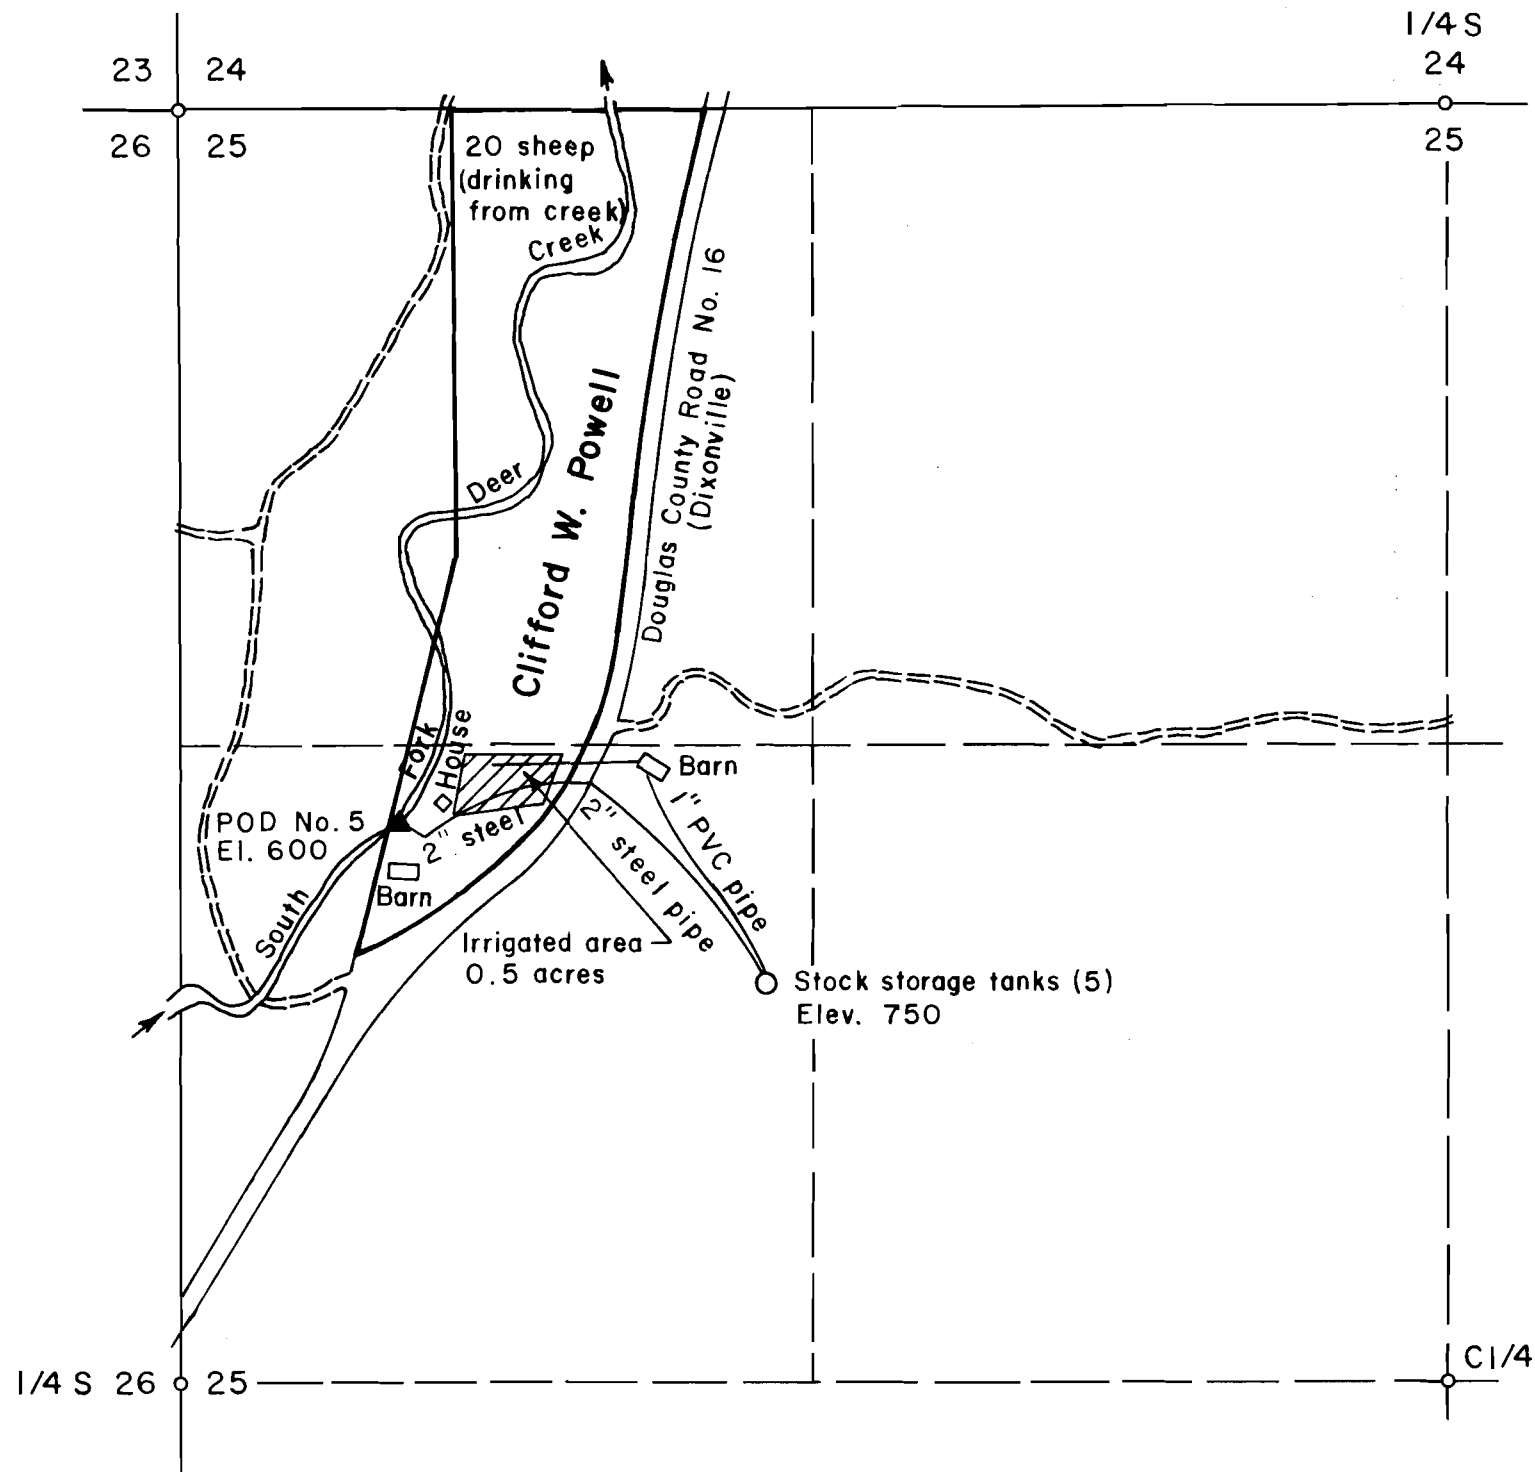 1/4 S
24
23 24
26 25
25
20 sheep
(drinking
from creek)
Creek
Douglas County Road No. 16
(Dixonville)
Clifford W. Powell
Deer
Fork
House
Barn
POD No. 5
El. 600
2" steel
2" steel pipe
1" PVC pipe
Barn
South
Irrigated area
0.5 acres
Stock storage tanks (5)
Elev. 750
C1/4
1/4 S 26 25